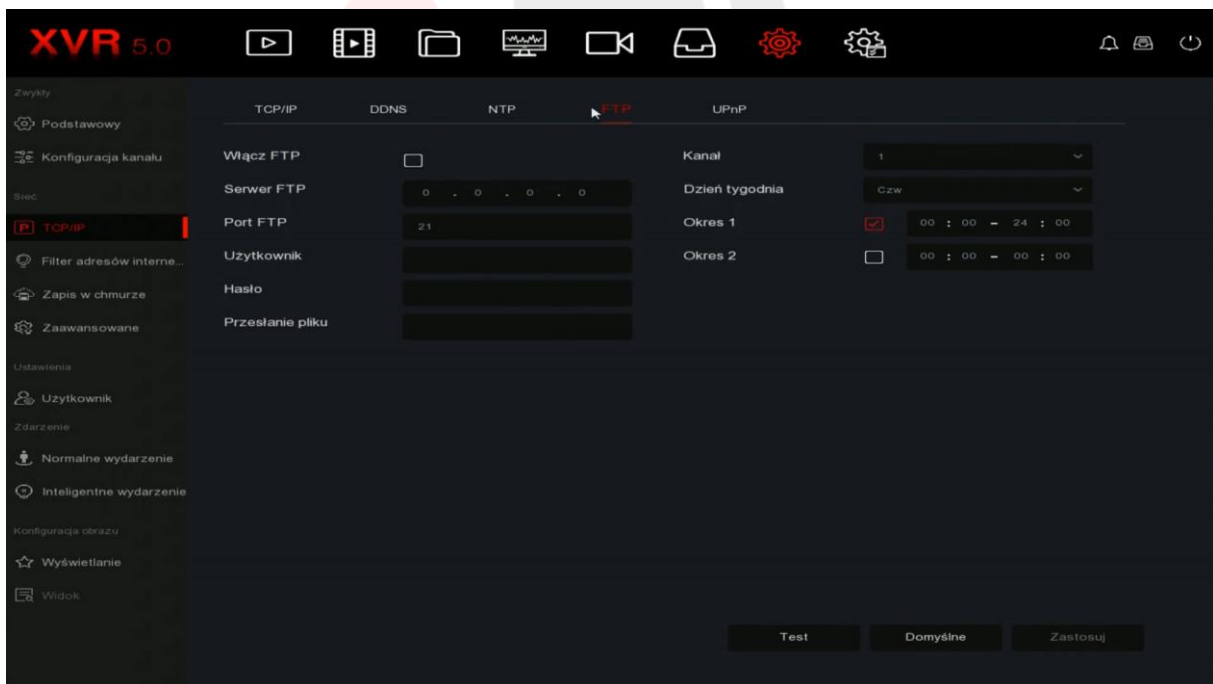 XVR 5.0
Zwykły
Podstawowy
Konfiguracja kanału
Sieć
TCP/IP
Filter adresów interne...
Zapis w chmurze
Zaawansowane
Ustawienia
Użytkownik
Zdarzenie
Normalne wydarzenie
Inteligentne wydarzenie
Konfiguracja obrazu
Wyświetlanie
Widok
TCP/IP DDNS NTP FTP UPnP
Włącz FTP
Serwer FTP 0 . 0 . 0 . 0
Port FTP 21
Użytkownik
Hasło
Przesłanie pliku
Kanał 1
Dzień tygodnia Czw
Okres 1 00 : 00 - 24 : 00
Okres 2 00 : 00 - 00 : 00
Test Domyślne Zastosuj